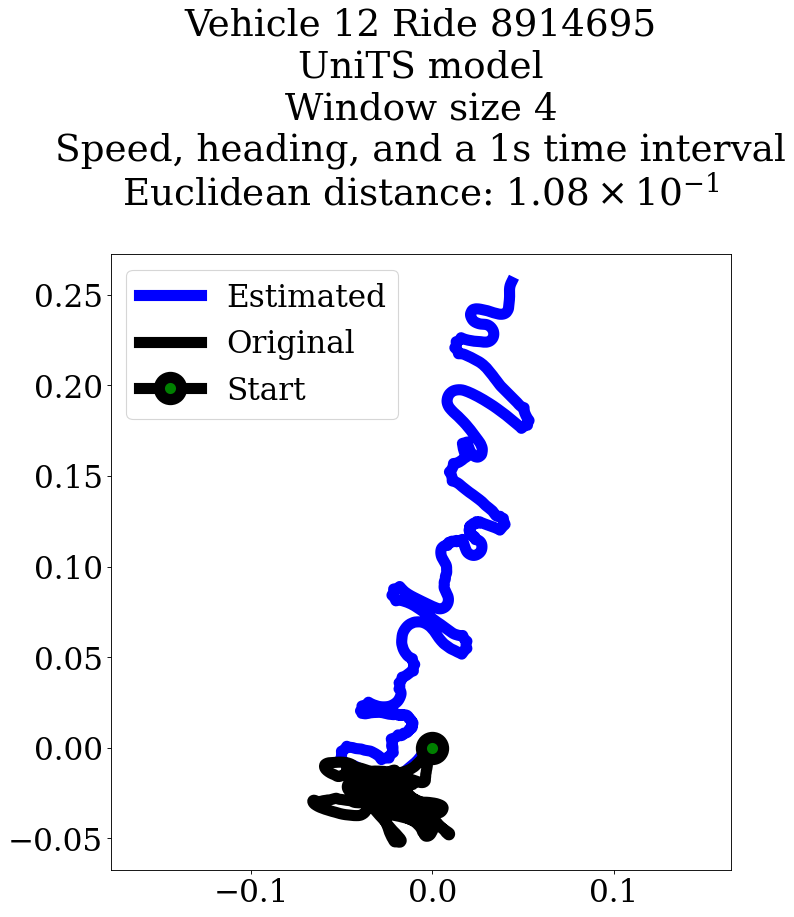 Vehicle 12 Ride 8914695
UniTS model
Window size 4
Speed, heading, and a 1s time interval
Euclidean distance: 1.08 × 10⁻¹
Estimated
Original
Start
0.25
0.20
0.15
0.10
0.05
0.00
−0.05
−0.1
0.0
0.1